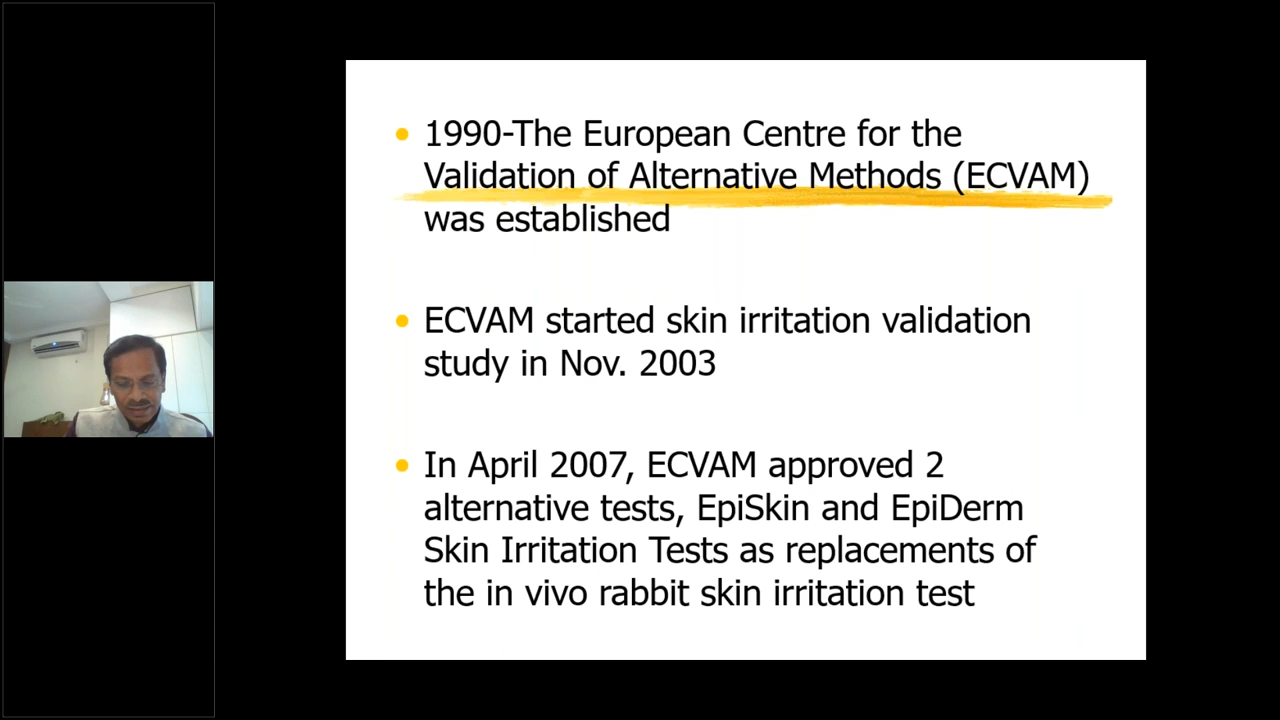 • 1990-The European Centre for the
Validation of Alternative Methods (ECVAM)
was established
• ECVAM started skin irritation validation
study in Nov. 2003
• In April 2007, ECVAM approved 2
alternative tests, EpiSkin and EpiDerm
Skin Irritation Tests as replacements of
the in vivo rabbit skin irritation test